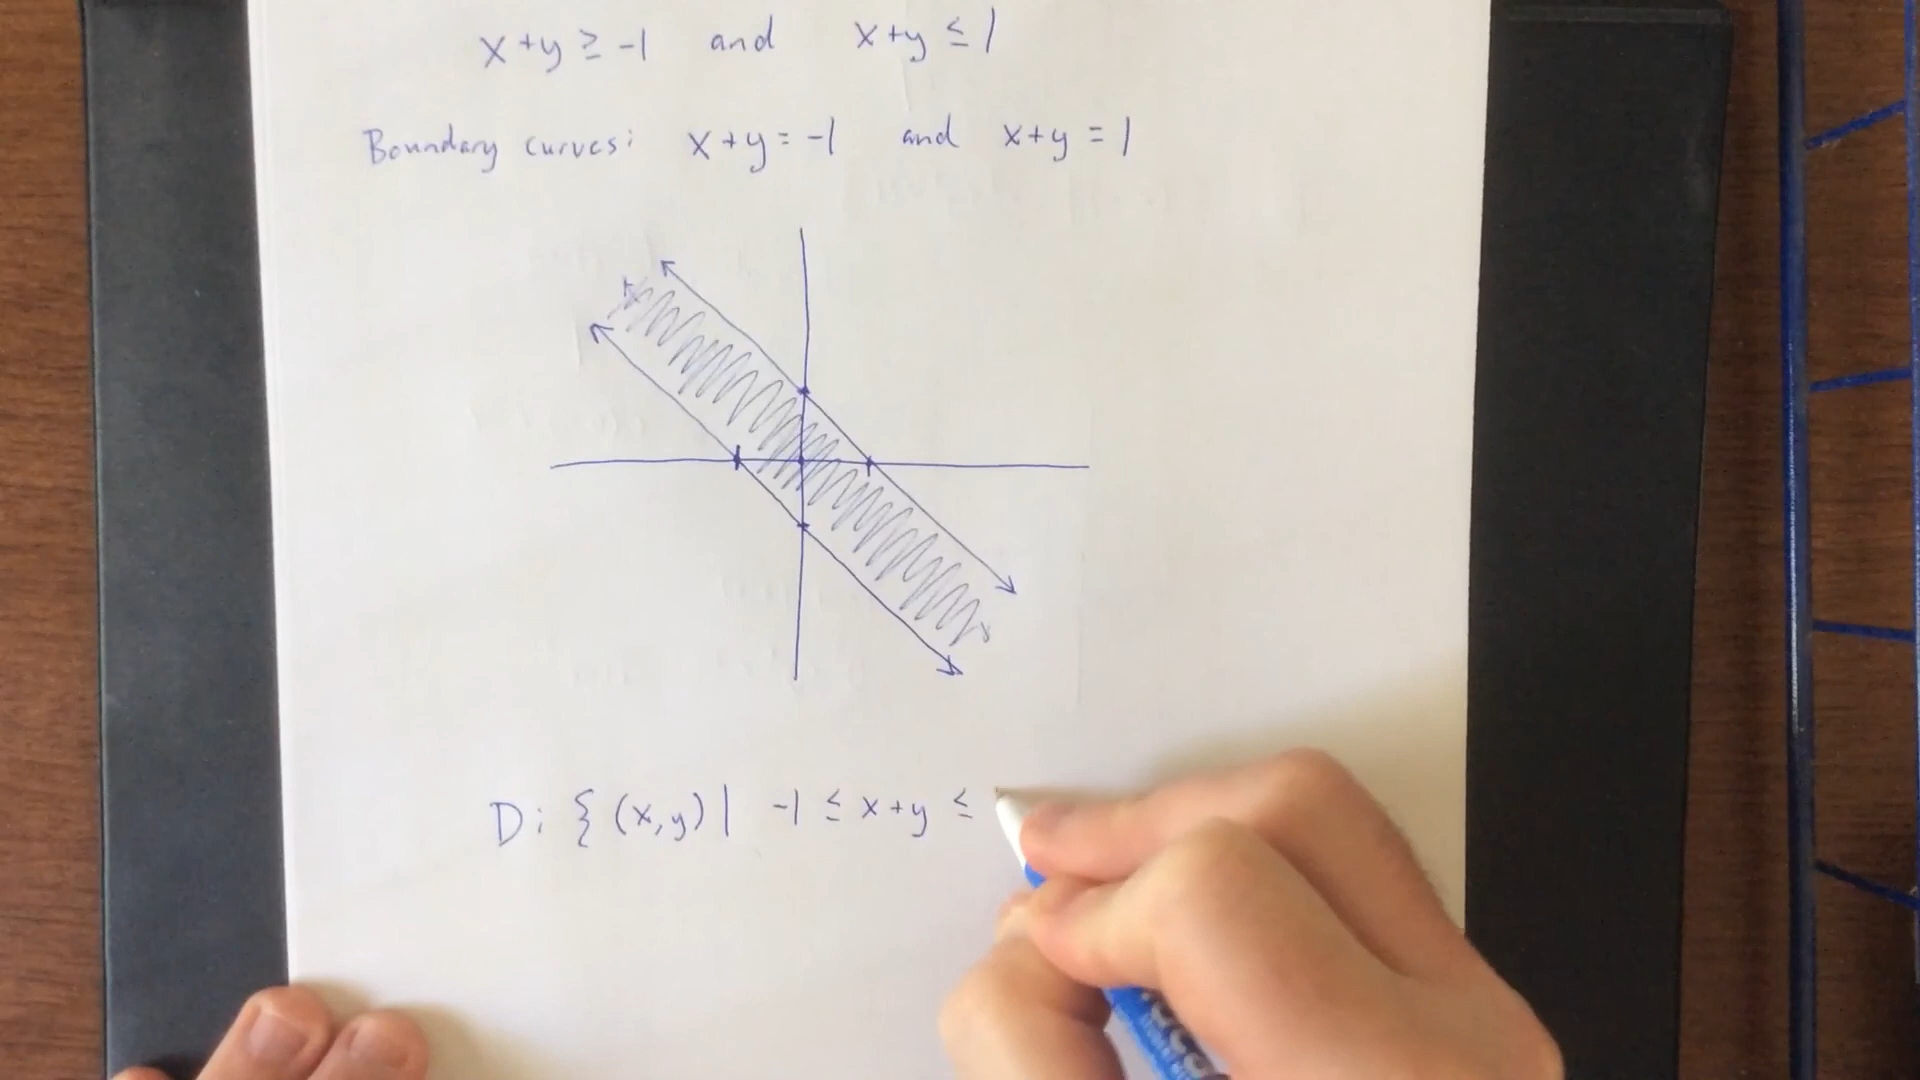 x+y ≥ -1 and x+y ≤ 1
Boundary curves: x+y = -1 and x+y = 1
D: { (x,y) | -1 ≤ x+y ≤